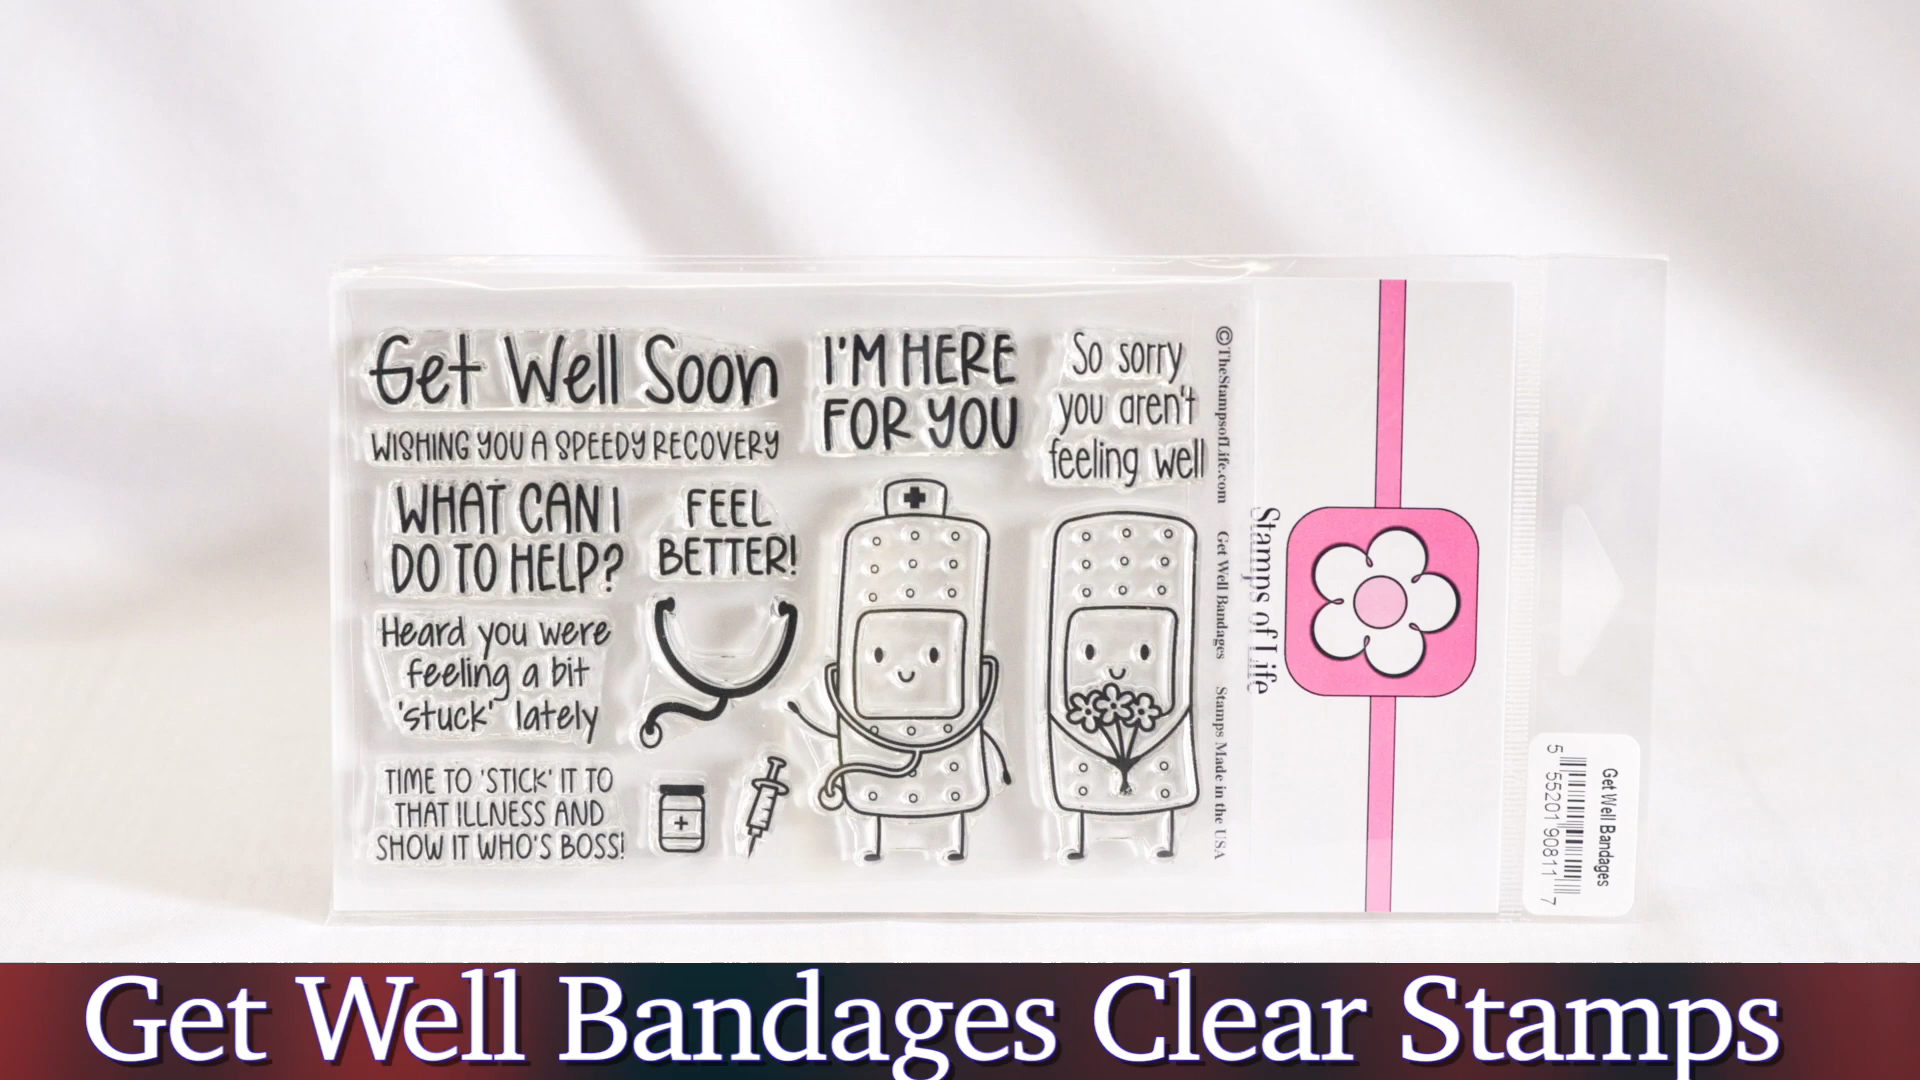 Get Well Soon
WISHING YOU A SPEEDY RECOVERY
I'M HERE
FOR YOU
So sorry
you aren't
feeling well
WHAT CAN I
DO TO HELP?
FEEL
BETTER!
Heard you were
feeling a bit
'stuck' lately
TIME TO 'STICK' IT TO
THAT ILLNESS AND
SHOW IT WHO'S BOSS!
©TheStampsofLife.com Get Well Bandages Stamps Made in the USA
Stamps of Life
Get Well Bandages
5 55201 90811 7
Get Well Bandages Clear Stamps